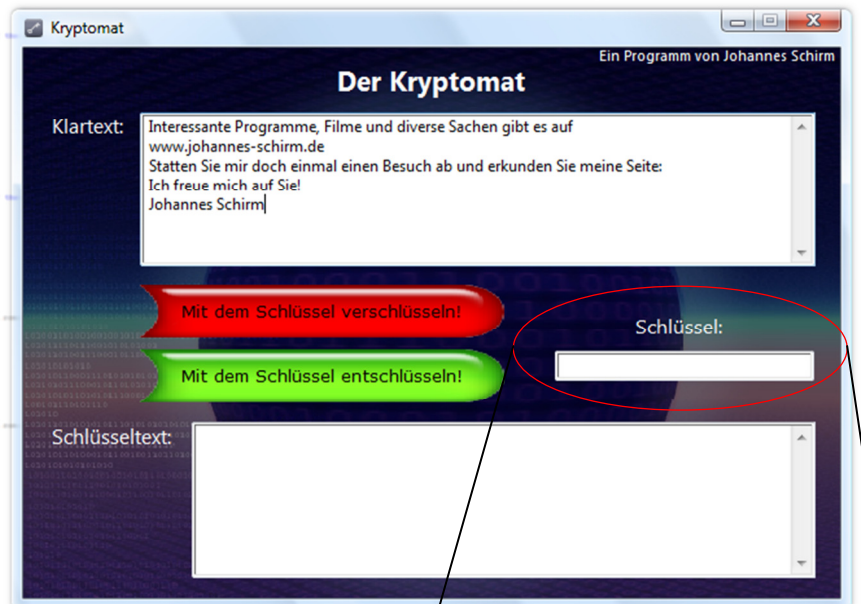 Kryptomat
Ein Programm von Johannes Schirm
Der Kryptomat
Klartext:
Interessante Programme, Filme und diverse Sachen gibt es auf
www.johannes-schirm.de
Statten Sie mir doch einmal einen Besuch ab und erkunden Sie meine Seite:
Ich freue mich auf Sie!
Johannes Schirm
Mit dem Schlüssel verschlüsseln!
Schlüssel:
Mit dem Schlüssel entschlüsseln!
Schlüsseltext: